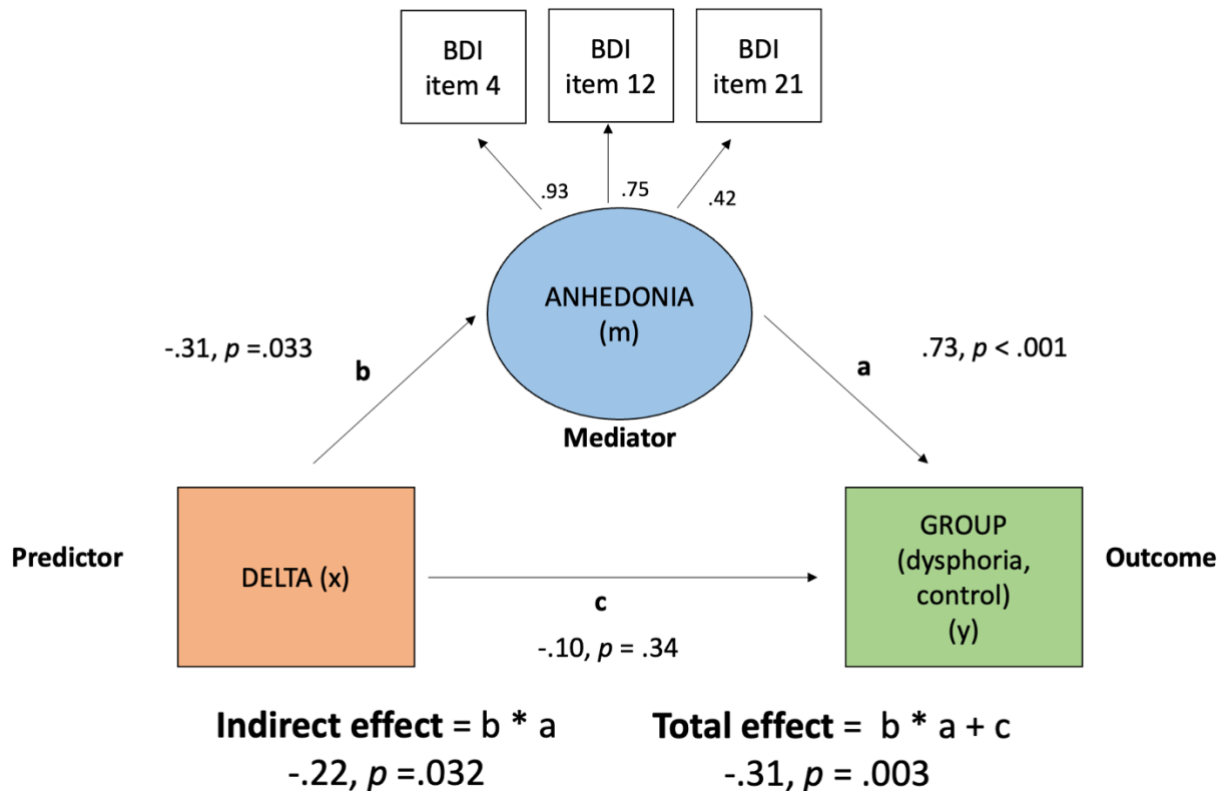 BDI
item 4
BDI
item 12
BDI
item 21
.93
.75
.42
ANHEDONIA
(m)
-.31, p =.033
b
.73, p < .001
a
Mediator
Predictor
DELTA (x)
GROUP
(dysphoria,
control)
(y)
Outcome
c
-.10, p = .34
Indirect effect = b * a
-.22, p =.032
Total effect = b * a + c
-.31, p = .003